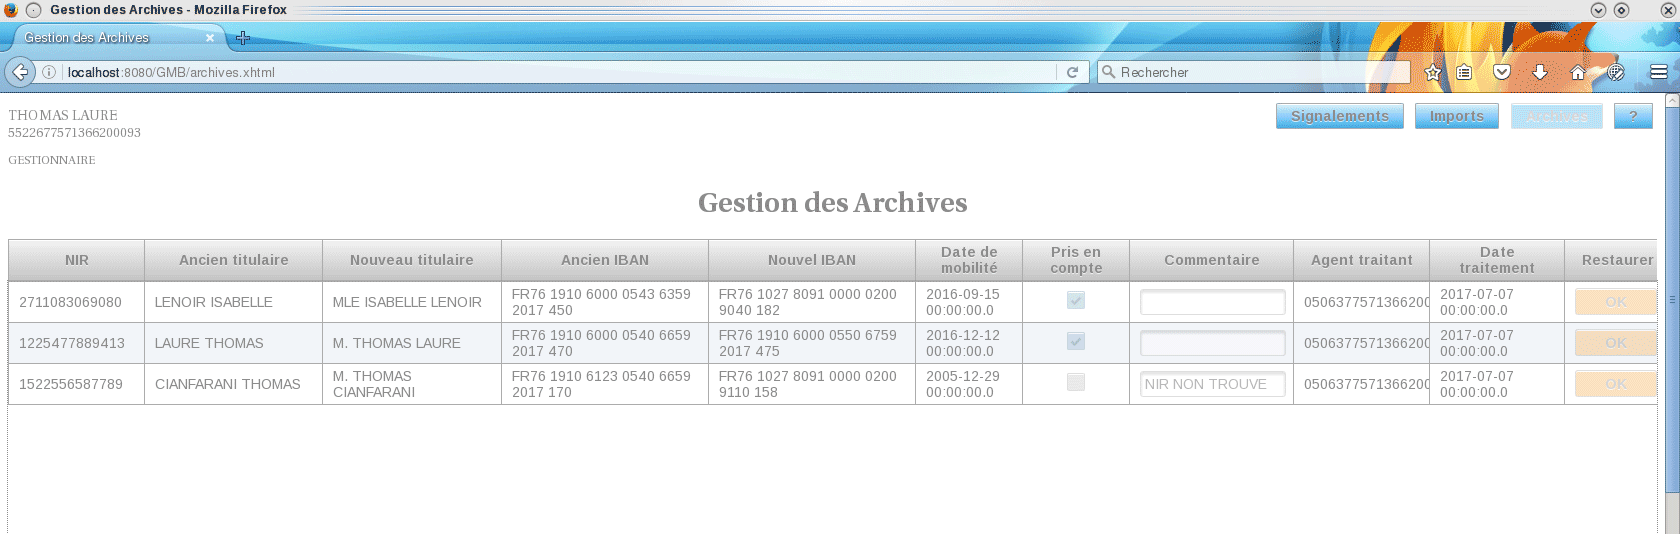 Gestion des Archives - Mozilla Firefox
Gestion des Archives
localhost:8080/GMB/archives.xhtml
Rechercher
THOMAS LAURE
5522677571366200093
GESTIONNAIRE
Signalements Imports Archives ?
Gestion des Archives
NIR Ancien titulaire Nouveau titulaire Ancien IBAN Nouvel IBAN Date de mobilité Pris en compte Commentaire Agent traitant Date traitement Restaurer
2711083069080 LENOIR ISABELLE MLE ISABELLE LENOIR FR76 1910 6000 0543 6359 2017 450 FR76 1027 8091 0000 0200 9040 182 2016-09-15 00:00:00.0 0506377571366200 2017-07-07 00:00:00.0 OK
1225477889413 LAURE THOMAS M. THOMAS LAURE FR76 1910 6000 0540 6659 2017 470 FR76 1910 6000 0550 6759 2017 475 2016-12-12 00:00:00.0 0506377571366200 2017-07-07 00:00:00.0 OK
1522556587789 CIANFARANI THOMAS M. THOMAS CIANFARANI FR76 1910 6123 0540 6659 2017 170 FR76 1027 8091 0000 0200 9110 158 2005-12-29 00:00:00.0 NIR NON TROUVE 0506377571366200 2017-07-07 00:00:00.0 OK